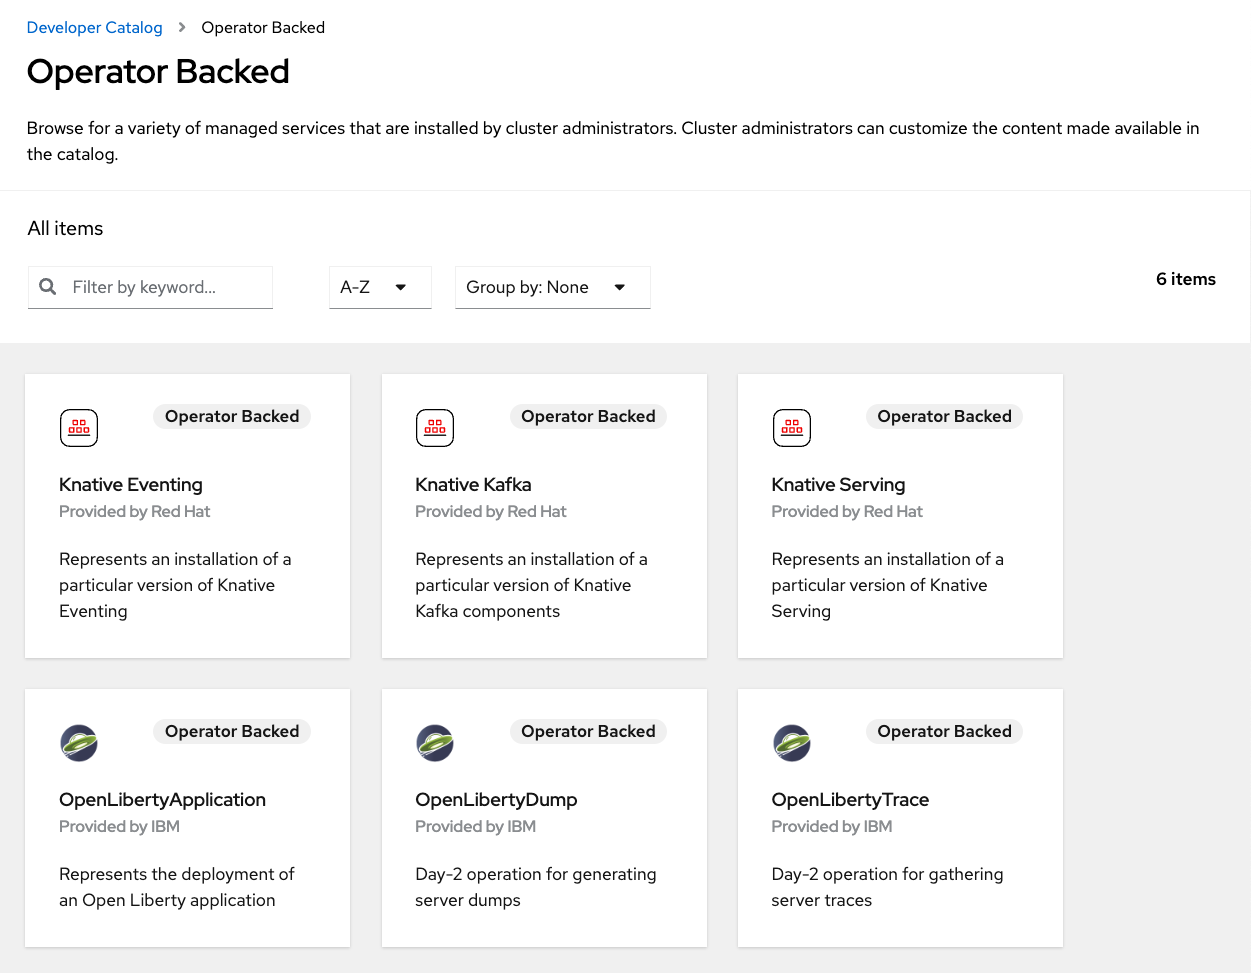 Developer Catalog > Operator Backed
Operator Backed
Browse for a variety of managed services that are installed by cluster administrators. Cluster administrators can customize the content made available in
the catalog.
All items
Filter by keyword...
A-Z
Group by: None
6 items
Operator Backed
Knative Eventing
Provided by Red Hat
Represents an installation of a
particular version of Knative
Eventing
Operator Backed
Knative Kafka
Provided by Red Hat
Represents an installation of a
particular version of Knative
Kafka components
Operator Backed
Knative Serving
Provided by Red Hat
Represents an installation of a
particular version of Knative
Serving
Operator Backed
OpenLibertyApplication
Provided by IBM
Represents the deployment of
an Open Liberty application
Operator Backed
OpenLibertyDump
Provided by IBM
Day-2 operation for generating
server dumps
Operator Backed
OpenLibertyTrace
Provided by IBM
Day-2 operation for gathering
server traces